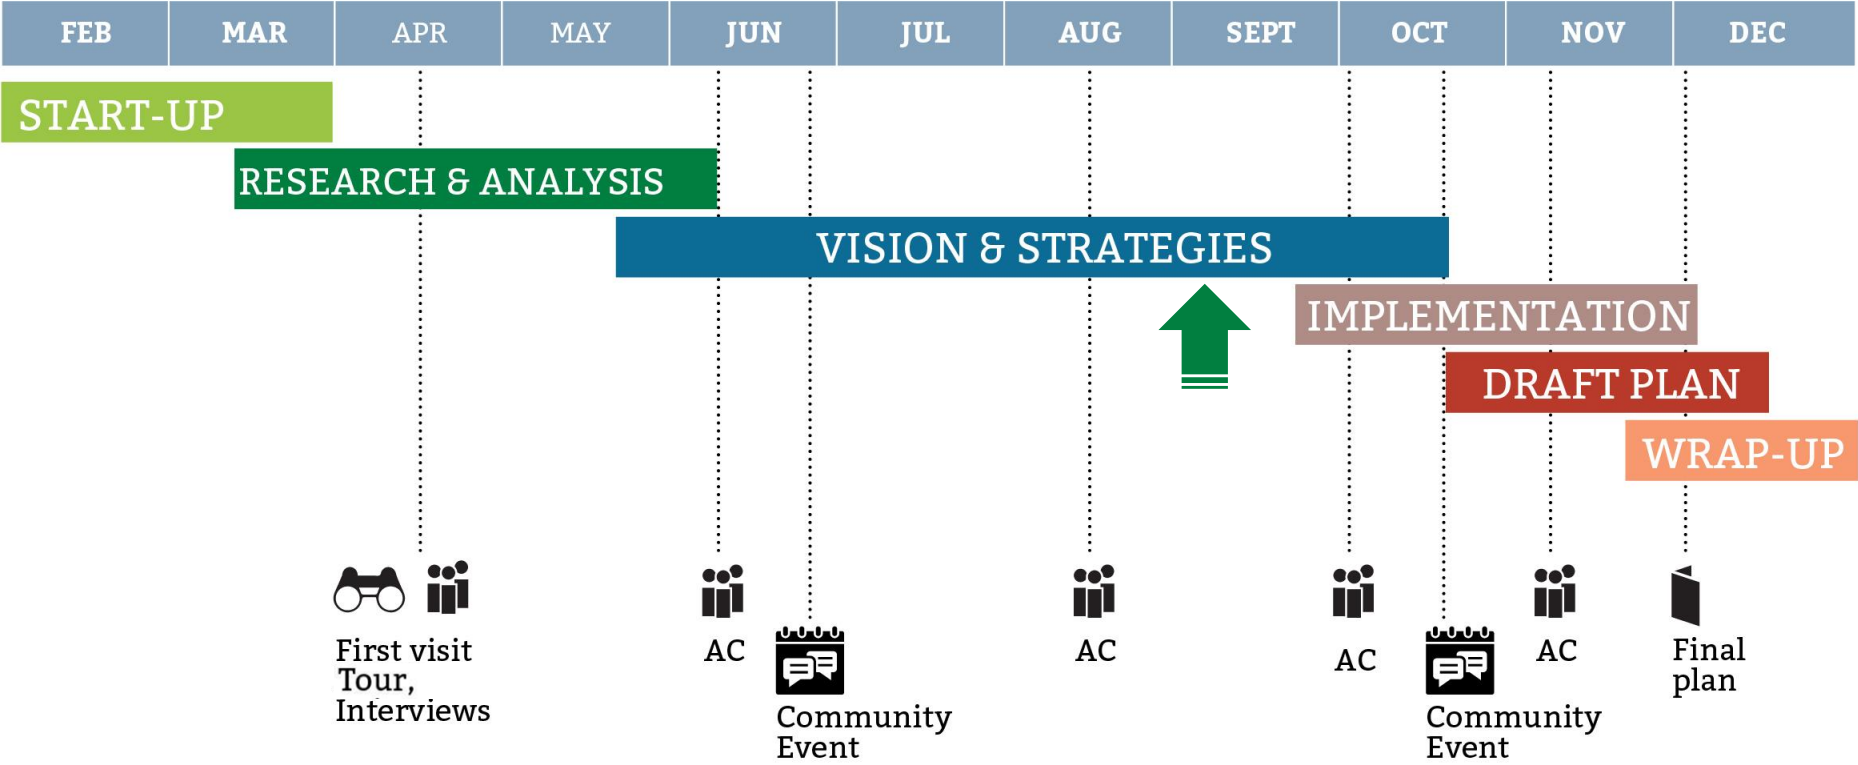 FEB MAR APR MAY JUN JUL AUG SEPT OCT NOV DEC
START-UP
RESEARCH & ANALYSIS
VISION & STRATEGIES
IMPLEMENTATION
DRAFT PLAN
WRAP-UP
First visit
Tour,
Interviews
AC
Community
Event
AC
AC
Community
Event
AC
Final
plan